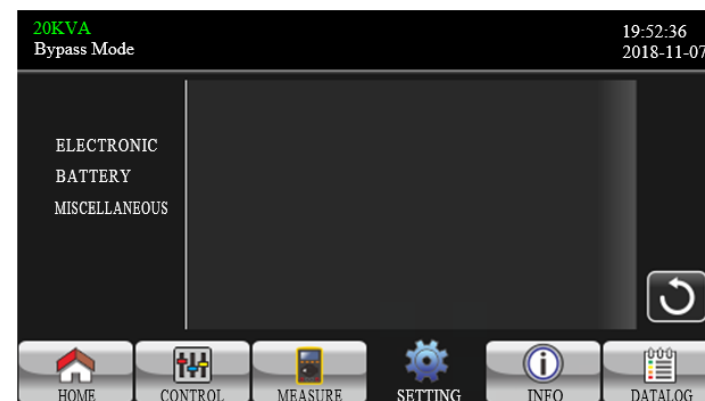 20KVA
Bypass Mode
19:52:36
2018-11-07
ELECTRONIC
BATTERY
MISCELLANEOUS
HOME
CONTROL
MEASURE
SETTING
INFO
DATALOG